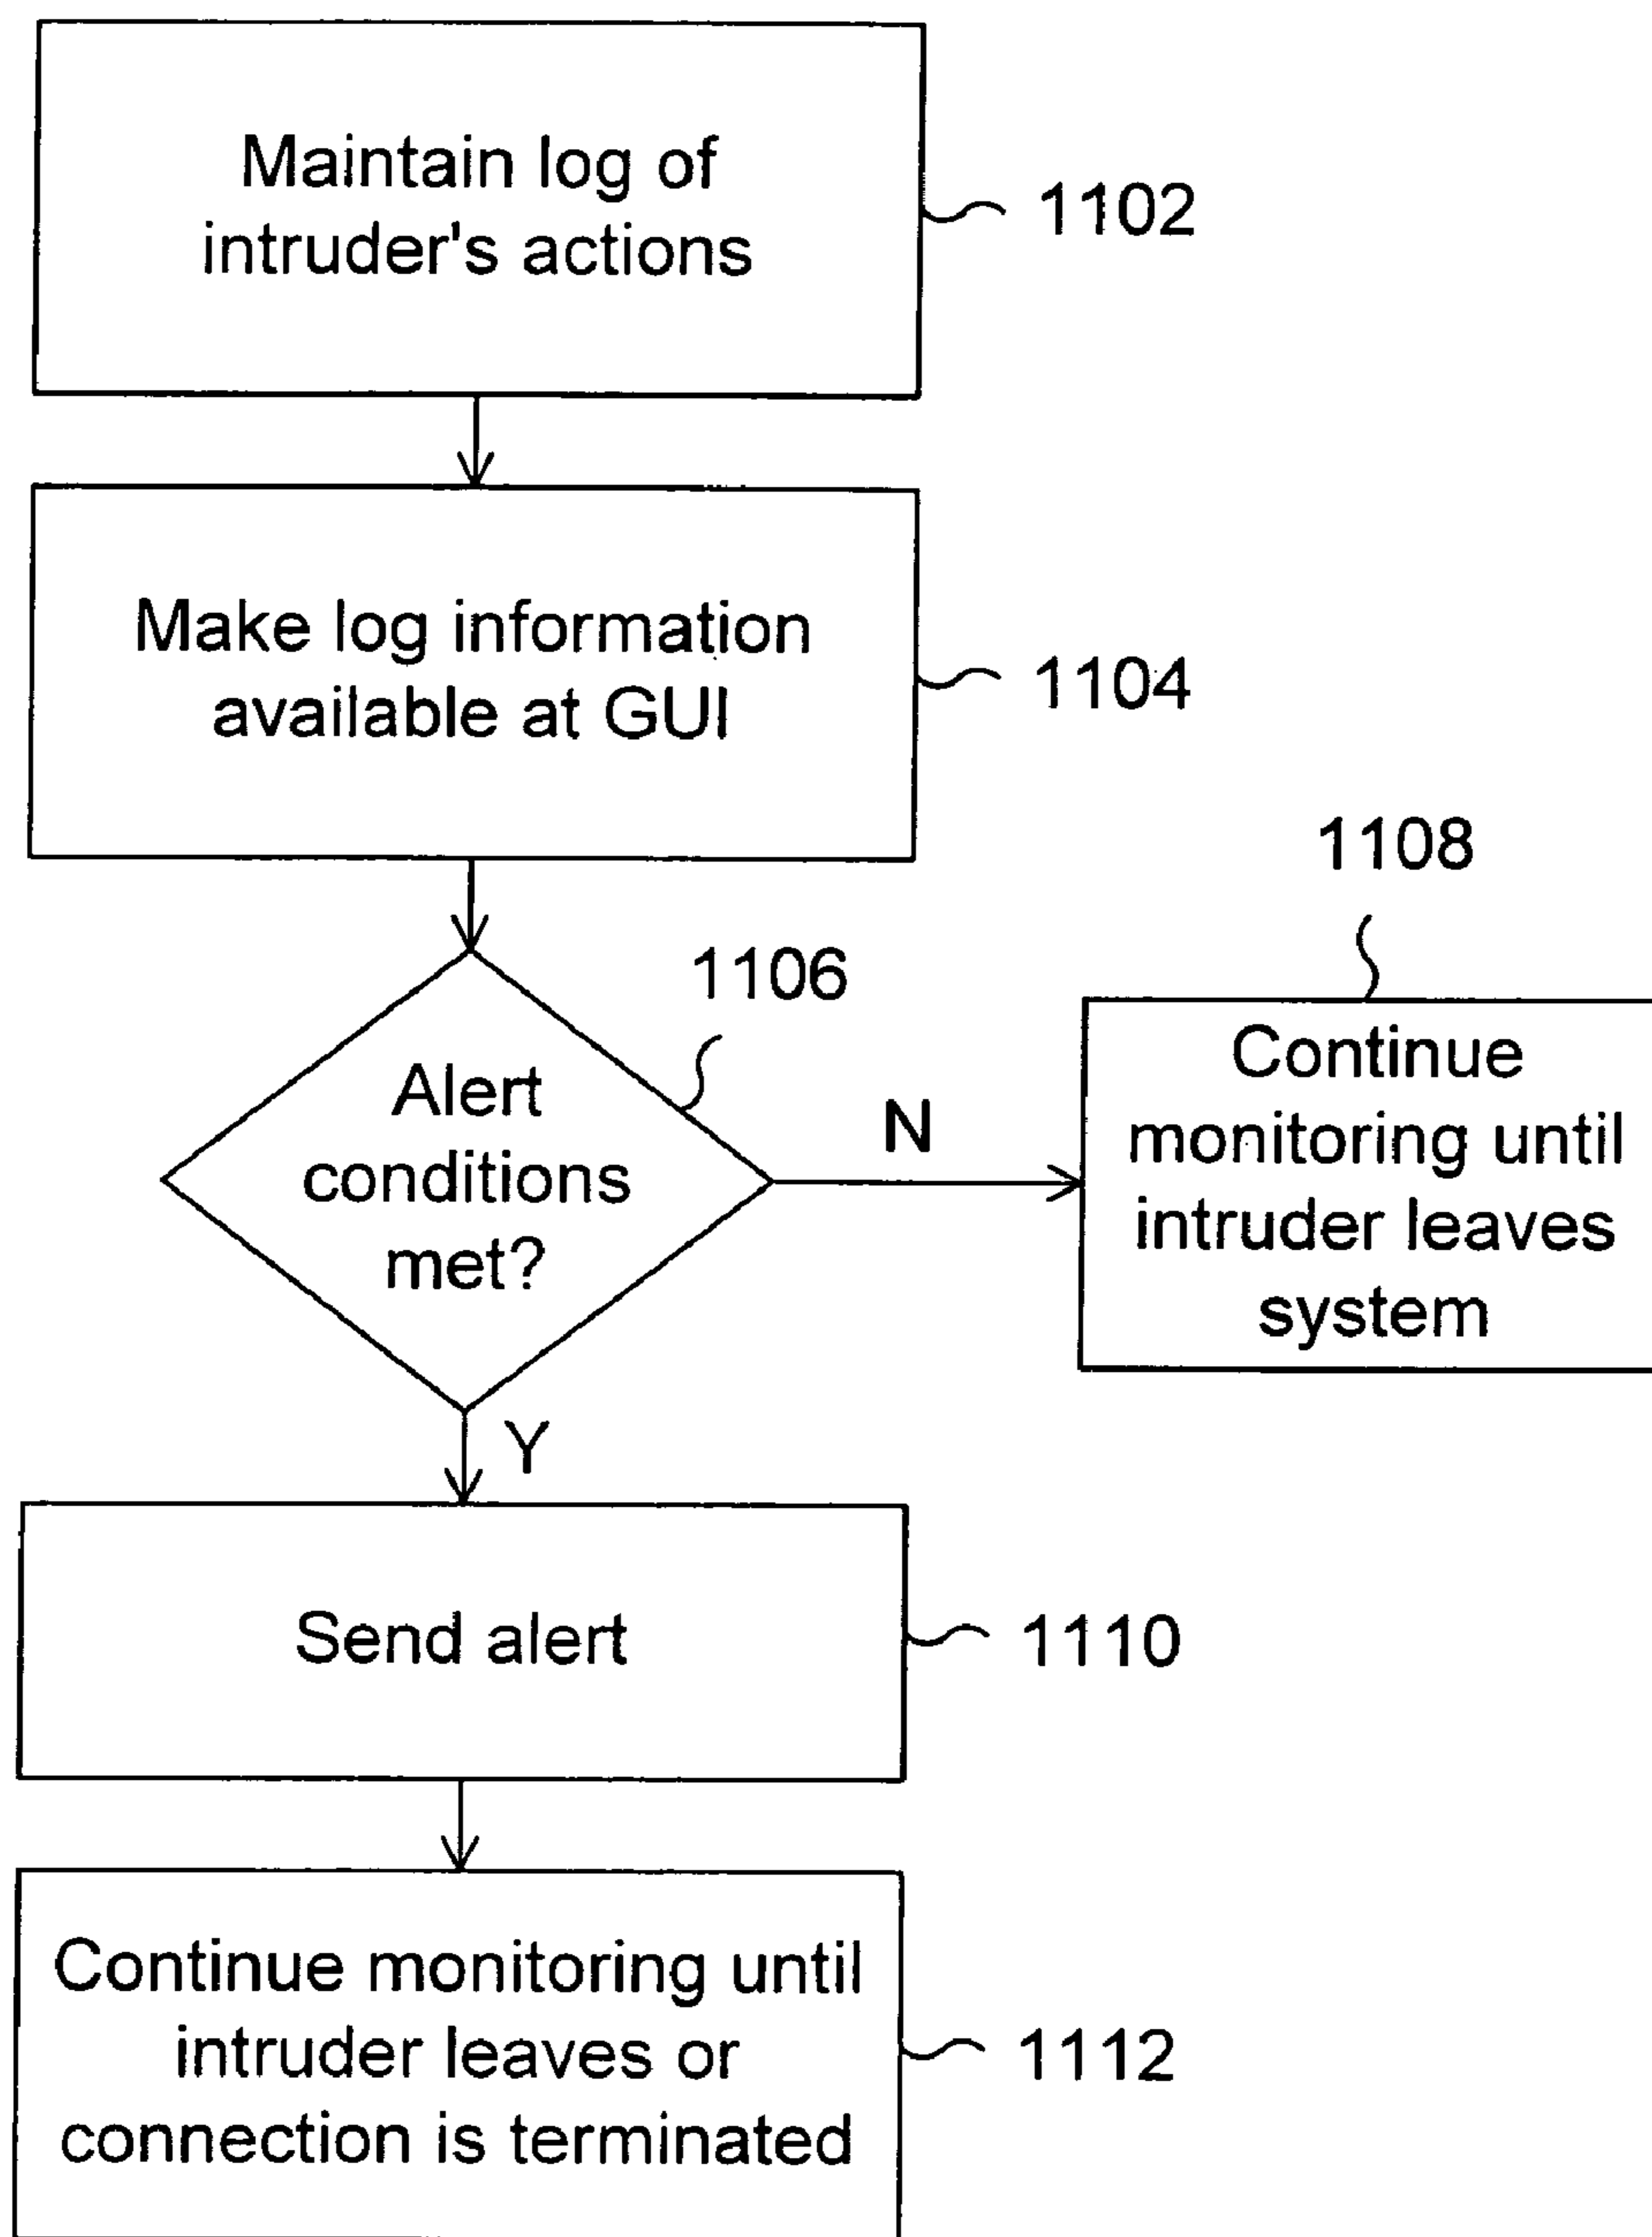 Maintain log of
intruder's actions
1102
Make log information
available at GUI
1104
1106
Alert
conditions
met?
N
1108
Continue
monitoring until
intruder leaves
system
Y
Send alert
1110
Continue monitoring until
intruder leaves or
connection is terminated
1112